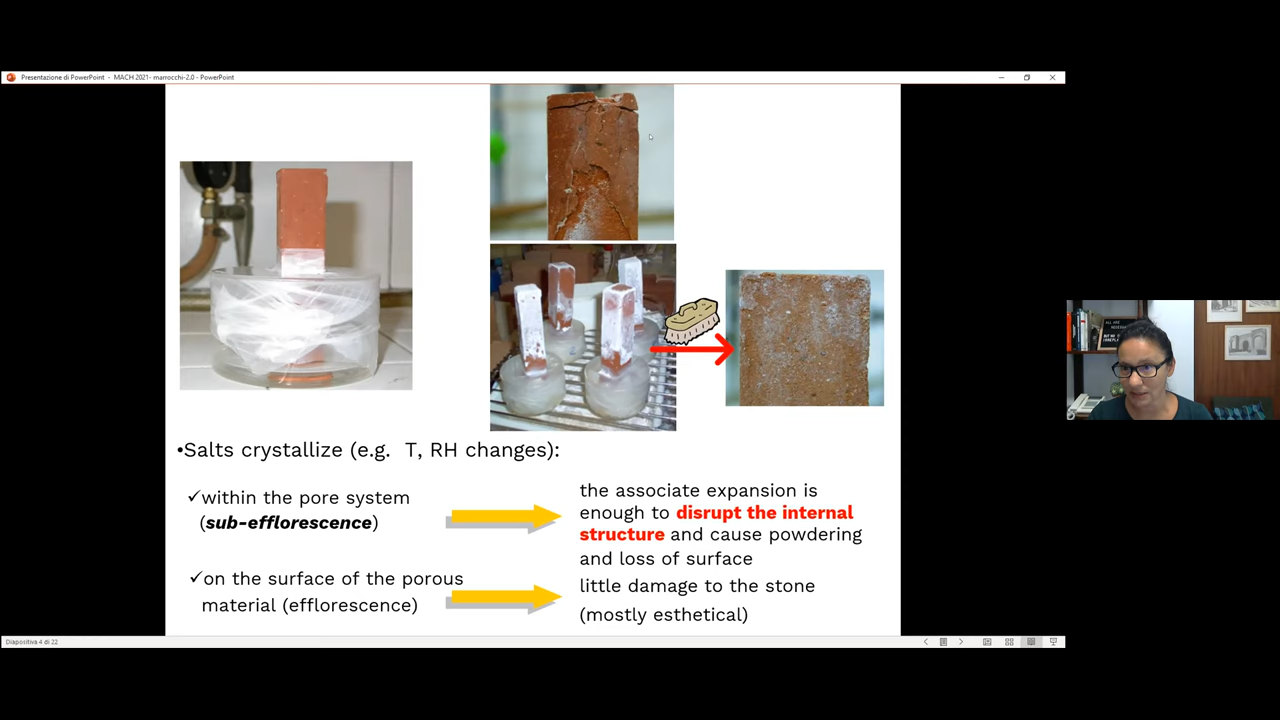 Presentazione di PowerPoint - MACH 2021- marrocchi-2.0 - PowerPoint
•Salts crystallize (e.g. T, RH changes):
✓within the pore system
(sub-efflorescence)
the associate expansion is
enough to disrupt the internal
structure and cause powdering
and loss of surface
✓on the surface of the porous
material (efflorescence)
little damage to the stone
(mostly esthetical)
Diapositiva 4 di 22